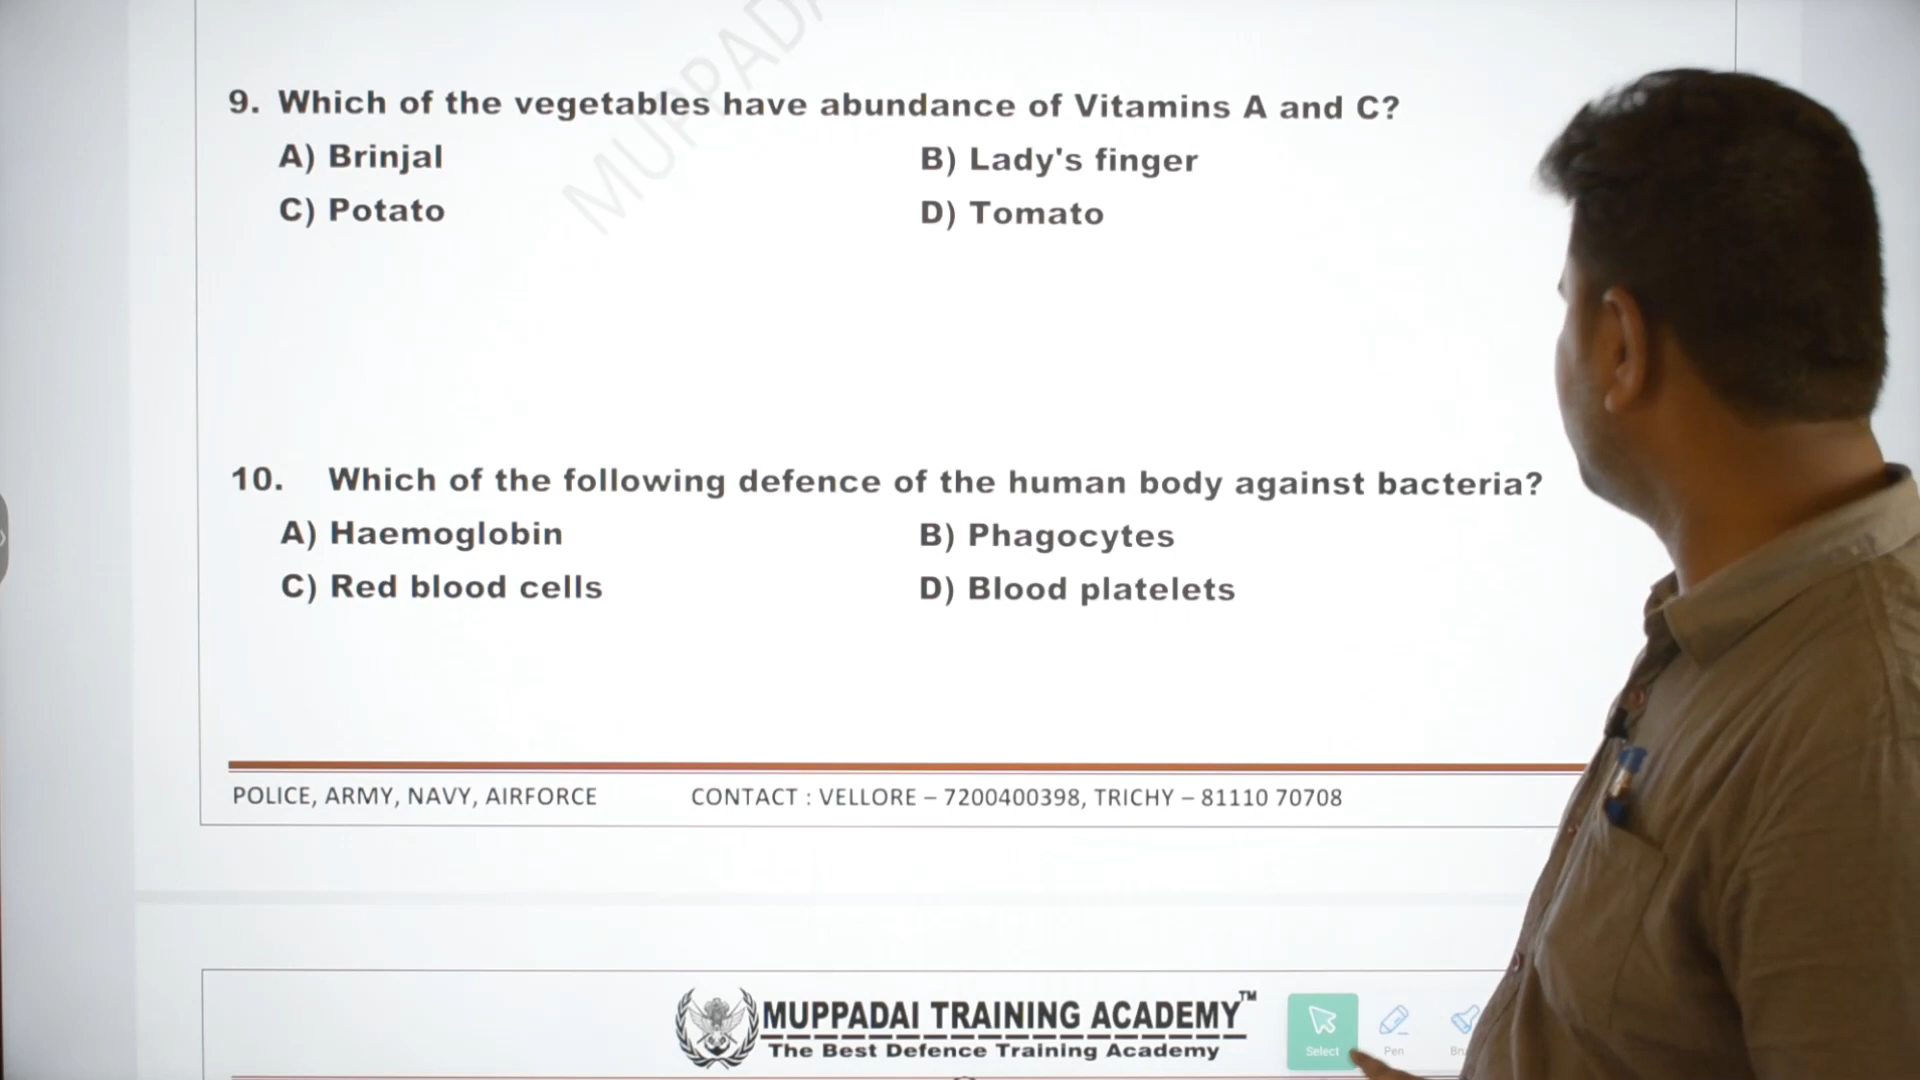 MUPPADA
9. Which of the vegetables have abundance of Vitamins A and C?
A) Brinjal
B) Lady's finger
C) Potato
D) Tomato
10. Which of the following defence of the human body against bacteria?
A) Haemoglobin
B) Phagocytes
C) Red blood cells
D) Blood platelets
POLICE, ARMY, NAVY, AIRFORCE
CONTACT : VELLORE – 7200400398, TRICHY – 81110 70708
MUPPADAI TRAINING ACADEMY™
The Best Defence Training Academy
Select
Pen